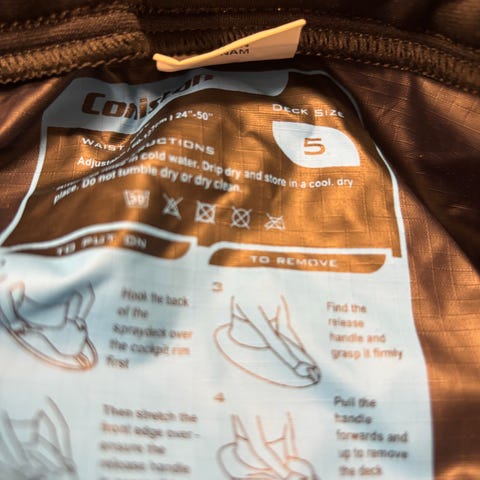 NAM
DECK SIZE
5
24"-50"
WAIST
in cold water. Drip dry and store in a cool, dry
place. Do not tumble dry or dry clean.
30
TO PUT ON
Hook the back
of the
spraydeck over
the cockpit rim
first
Then stretch the
front edge over -
ensure the
release handle
TO REMOVE
3
Find the
release
handle and
grasp it firmly
4
Pull the
handle
forwards and
up to remove
the deck